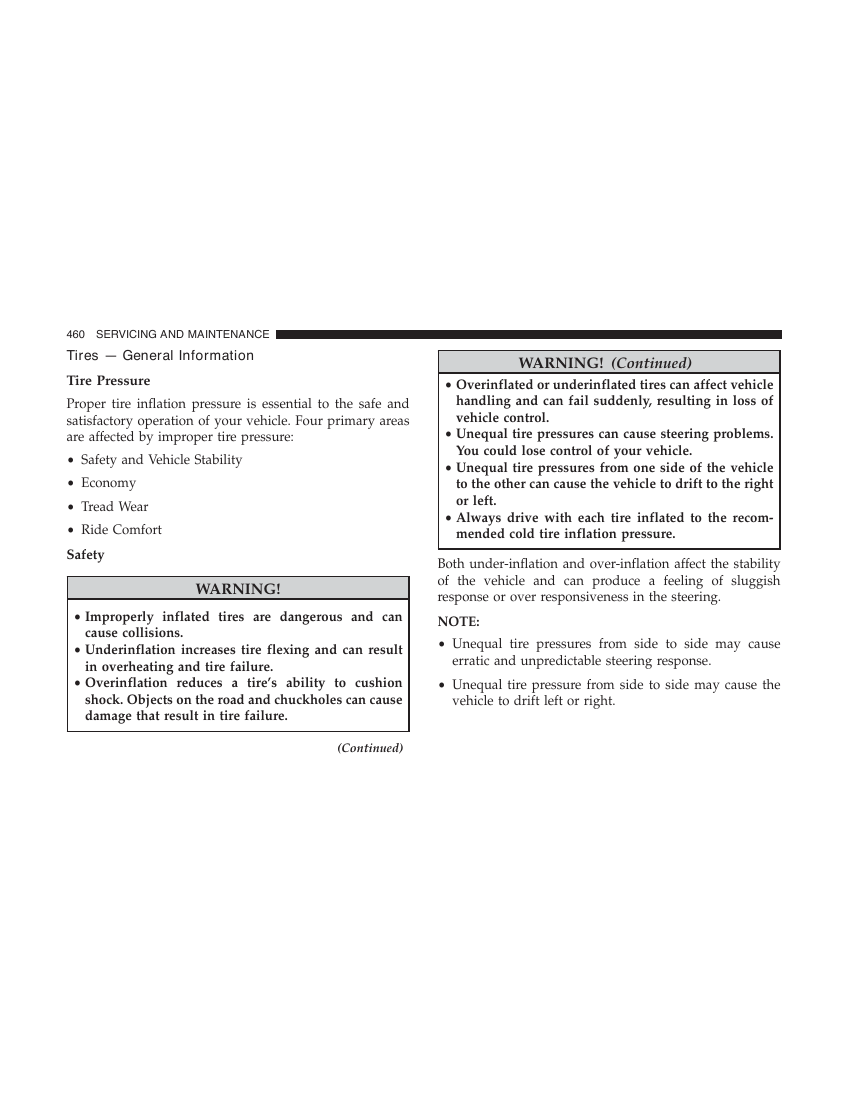 460 SERVICING AND MAINTENANCE
Tires — General Information
Tire Pressure
Proper tire inflation pressure is essential to the safe and
satisfactory operation of your vehicle. Four primary areas
are affected by improper tire pressure:
• Safety and Vehicle Stability
• Economy
• Tread Wear
• Ride Comfort
Safety
WARNING!
• Improperly inflated tires are dangerous and can
cause collisions.
• Underinflation increases tire flexing and can result
in overheating and tire failure.
• Overinflation reduces a tire's ability to cushion
shock. Objects on the road and chuckholes can cause
damage that result in tire failure.
(Continued)
WARNING! (Continued)
• Overinflated or underinflated tires can affect vehicle
handling and can fail suddenly, resulting in loss of
vehicle control.
• Unequal tire pressures can cause steering problems.
You could lose control of your vehicle.
• Unequal tire pressures from one side of the vehicle
to the other can cause the vehicle to drift to the right
or left.
• Always drive with each tire inflated to the recom-
mended cold tire inflation pressure.
Both under-inflation and over-inflation affect the stability
of the vehicle and can produce a feeling of sluggish
response or over responsiveness in the steering.
NOTE:
• Unequal tire pressures from side to side may cause
erratic and unpredictable steering response.
• Unequal tire pressure from side to side may cause the
vehicle to drift left or right.